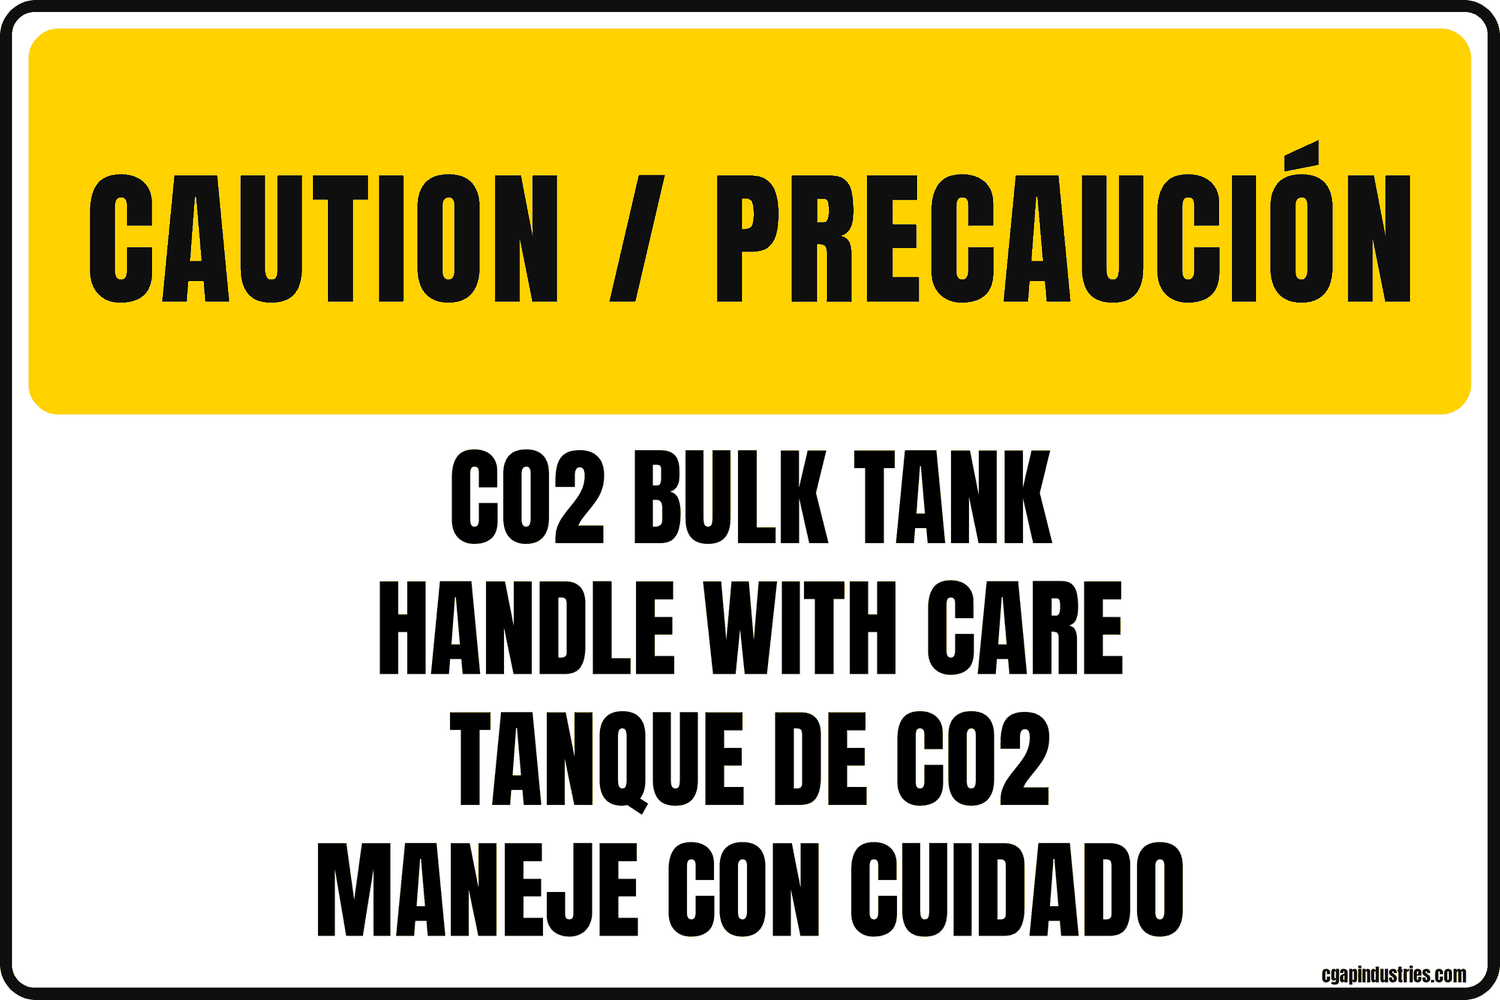 CAUTION / PRECAUCIÓN
CO2 BULK TANK
HANDLE WITH CARE
TANQUE DE CO2
MANEJE CON CUIDADO
cgapindustries.com